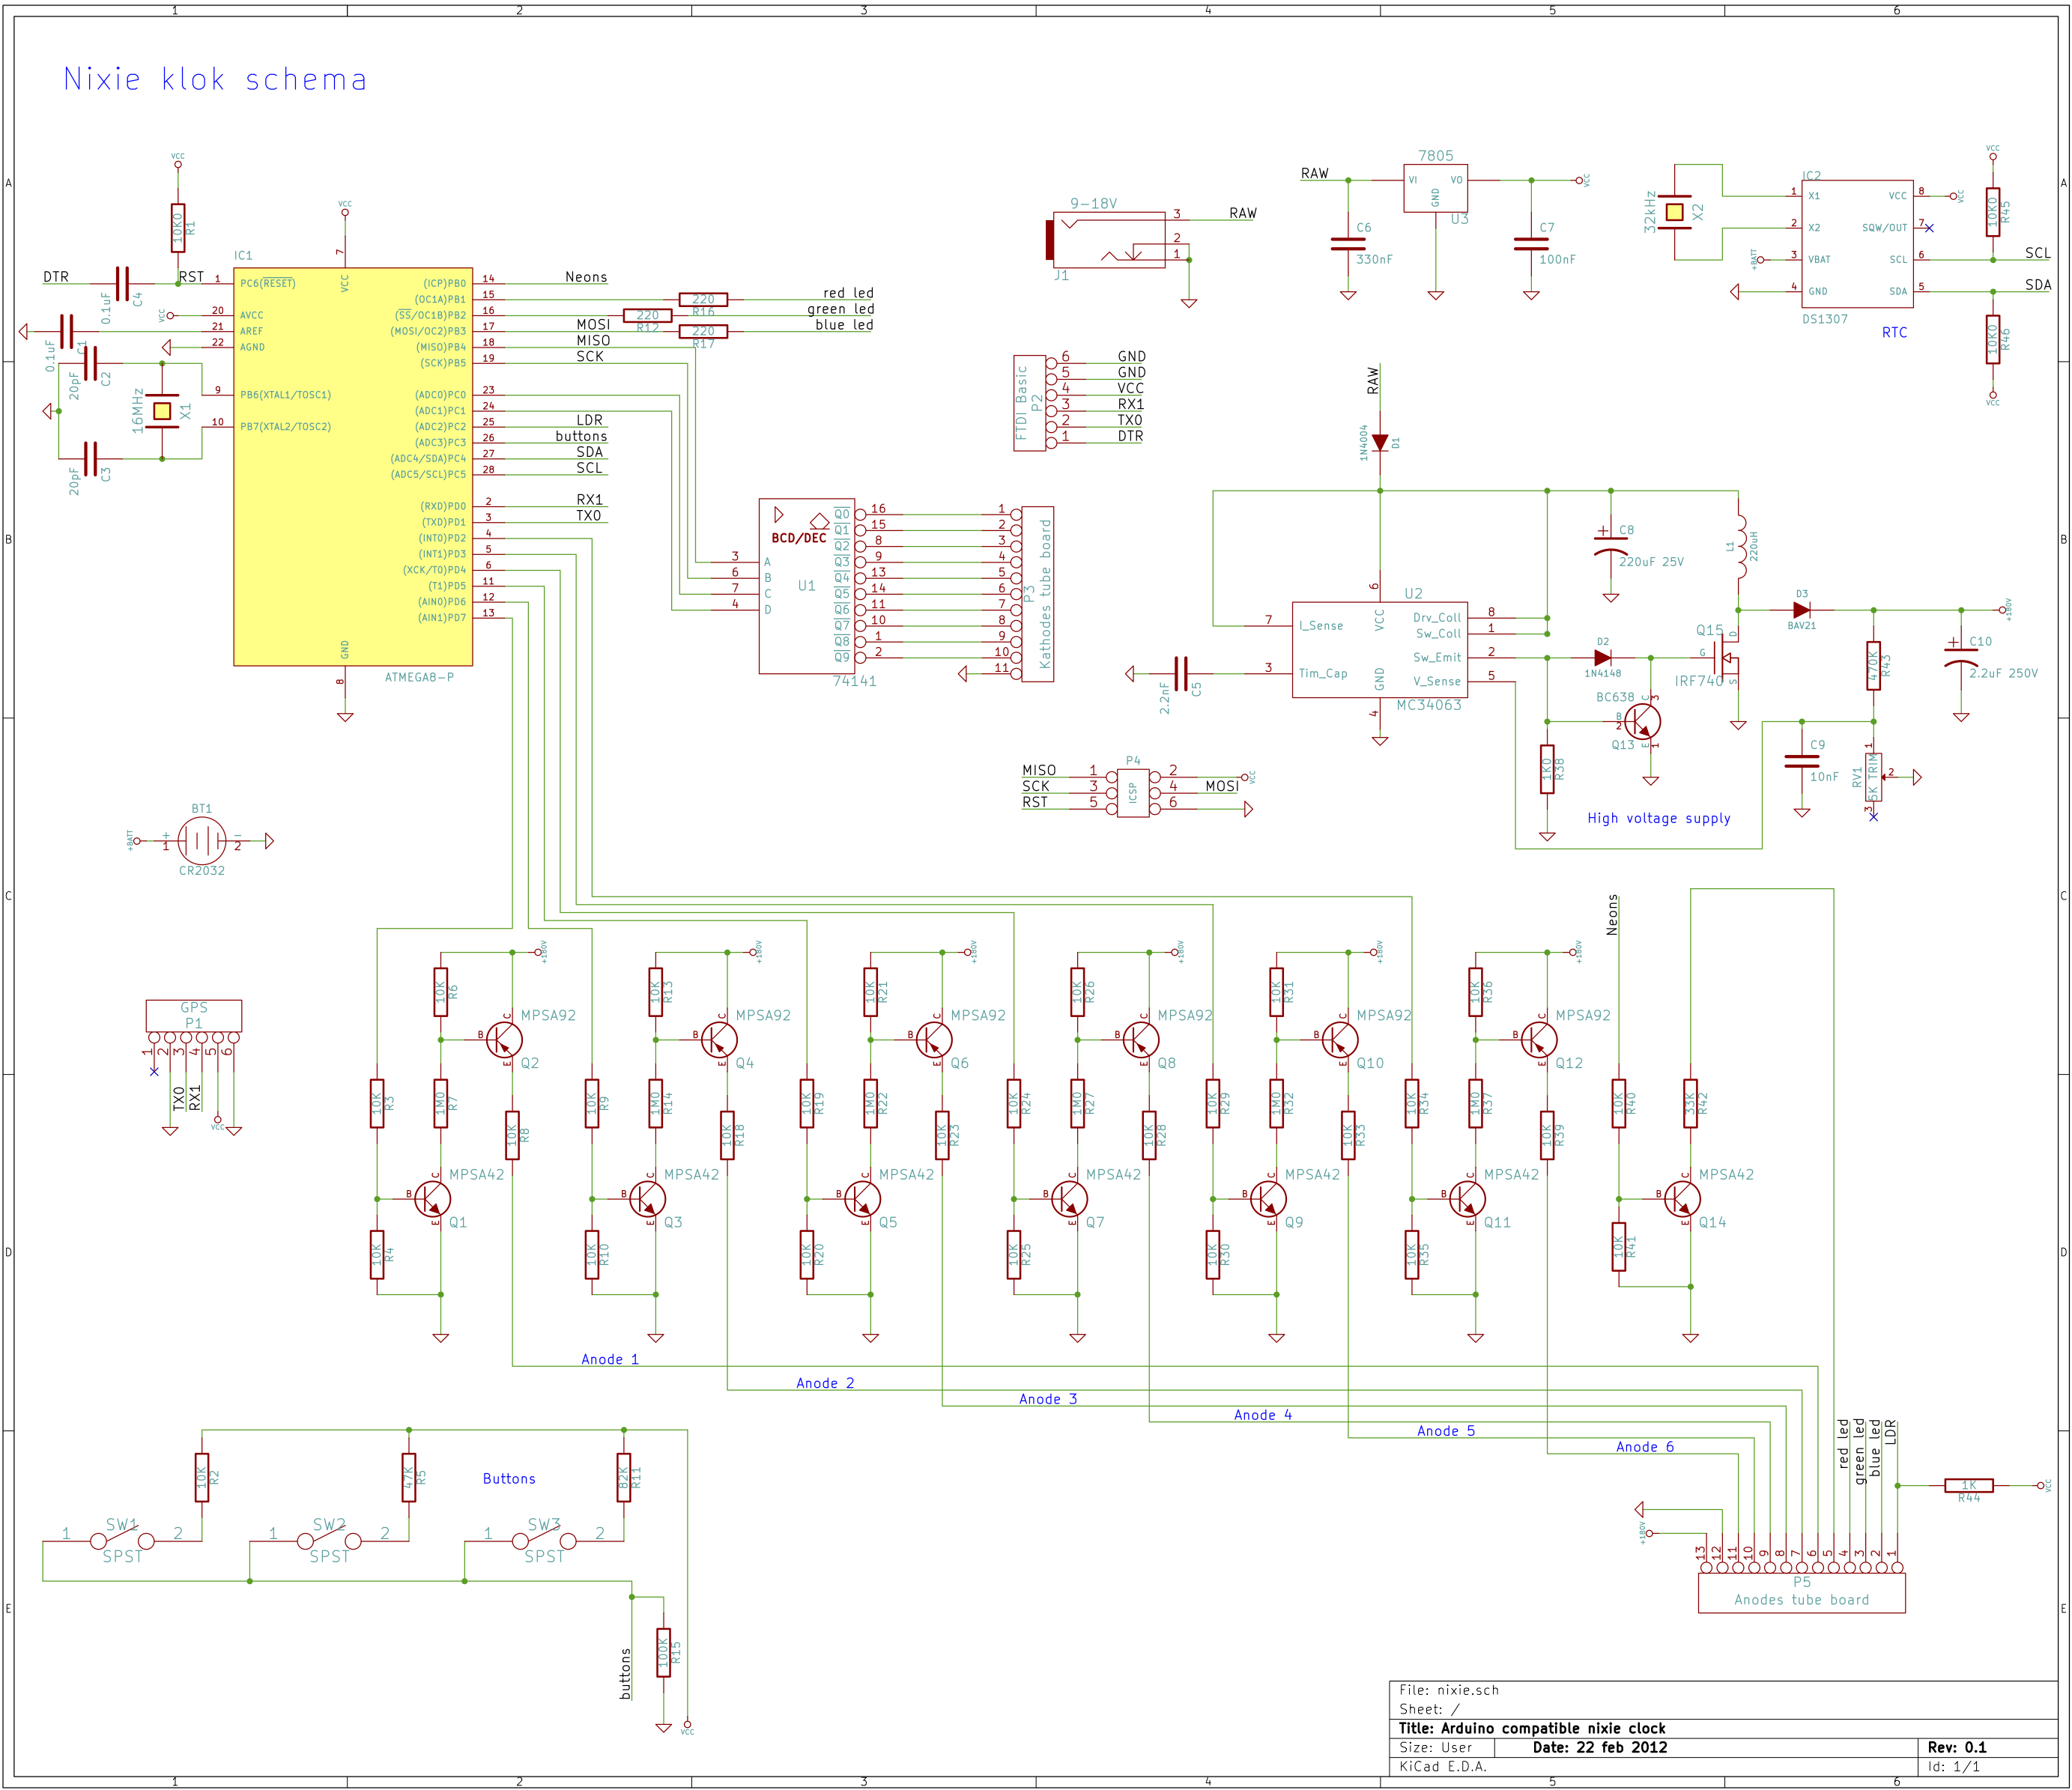 1 2 3 4 5 6
Nixie klok schema
A
VCC
10K0
R1
DTR
0.1uF
C4
RST
VCC
0.1uF
C1
20pF
C2
16MHz
X1
20pF
C3
VCC
IC1
1 PC6(RESET)
20 AVCC
21 AREF
22 AGND
9 PB6(XTAL1/TOSC1)
10 PB7(XTAL2/TOSC2)
7 VCC
GND 8
ATMEGA8-P
(ICP)PB0 14 Neons
(OC1A)PB1 15 220 R16 red led
(SS/OC1B)PB2 16 220 R12 green led
(MOSI/OC2)PB3 17 MOSI 220 R17 blue led
(MISO)PB4 18 MISO
(SCK)PB5 19 SCK
(ADC0)PC0 23
(ADC1)PC1 24
(ADC2)PC2 25 LDR
(ADC3)PC3 26 buttons
(ADC4/SDA)PC4 27 SDA
(ADC5/SCL)PC5 28 SCL
(RXD)PD0 2 RX1
(TXD)PD1 3 TX0
(INT0)PD2 4
(INT1)PD3 5
(XCK/T0)PD4 6
(T1)PD5 11
(AIN0)PD6 12
(AIN1)PD7 13
9-18V
3 RAW
2
1
J1
RAW
7805
VI VO
GND
U3
VCC
C6
330nF
C7
100nF
32kHz
X2
IC2
1 X1 VCC 8 VCC
2 X2 SQW/OUT 7
+BATT 3 VBAT SCL 6 SCL
4 GND SDA 5 SDA
DS1307
RTC
VCC
10K0
R45
10K0
R46
VCC
FTDI Basic
P2
6 GND
5 GND
4 VCC
3 RX1
2 TX0
1 DTR
B
BCD/DEC
U1
74141
3 A
6 B
7 C
4 D
Q0 16 1
Q1 15 2
Q2 8 3
Q3 9 4
Q4 13 5
Q5 14 6
Q6 11 7
Q7 10 8
Q8 1 9
Q9 2 10
11
P3
Kathodes tube board
RAW
1N4004
D1
U2
MC34063
6 VCC
7 I_Sense
3 Tim_Cap
GND 4
Drv_Coll 8
Sw_Coll 1
Sw_Emit 2
V_Sense 5
2.2nF
C5
C8
220uF 25V
L1
220uH
D3
BAV21
+180V
D2
1N4148
Q15
G D S
IRF740
BC638
B 2 C 3 E 1
Q13
1K0
R38
470K
R43
C10
2.2uF 250V
C9
10nF
RV1
5K TRIM
1 2 3
High voltage supply
P4
ICSP
MISO 1 2 VCC
SCK 3 4 MOSI
RST 5 6
BT1
+BATT + 1 - 2
CR2032
C
GPS
P1
1 2 3 4 5 6
TX0
RX1
VCC
+180V
10K R6
MPSA92
B C E
Q2
10K R3
1M0 R7
10K R8
MPSA42
B C E
Q1
10K R4
+180V
10K R13
MPSA92
B C E
Q4
10K R9
1M0 R14
10K R18
MPSA42
B C E
Q3
10K R10
+180V
10K R21
MPSA92
B C E
Q6
10K R19
1M0 R22
10K R23
MPSA42
B C E
Q5
10K R20
+180V
10K R26
MPSA92
B C E
Q8
10K R24
1M0 R27
10K R28
MPSA42
B C E
Q7
10K R25
+180V
10K R31
MPSA92
B C E
Q10
10K R29
1M0 R32
10K R33
MPSA42
B C E
Q9
10K R30
+180V
10K R36
MPSA92
B C E
Q12
10K R34
1M0 R37
10K R39
MPSA42
B C E
Q11
10K R35
Neons
10K R40
33K R42
MPSA42
B C E
Q14
10K R41
D
Anode 1
Anode 2
Anode 3
Anode 4
Anode 5
Anode 6
10K R2
47K R5
82K R11
Buttons
1 SW1 2
SPST
1 SW2 2
SPST
1 SW3 2
SPST
100K R15
buttons
VCC
red led
green led
blue led
LDR
1K
R44
VCC
+180V
13 12 11 10 9 8 7 6 5 4 3 2 1
P5
Anodes tube board
E
File: nixie.sch
Sheet: /
Title: Arduino compatible nixie clock
Size: User Date: 22 feb 2012 Rev: 0.1
KiCad E.D.A. Id: 1/1
1 2 3 4 5 6